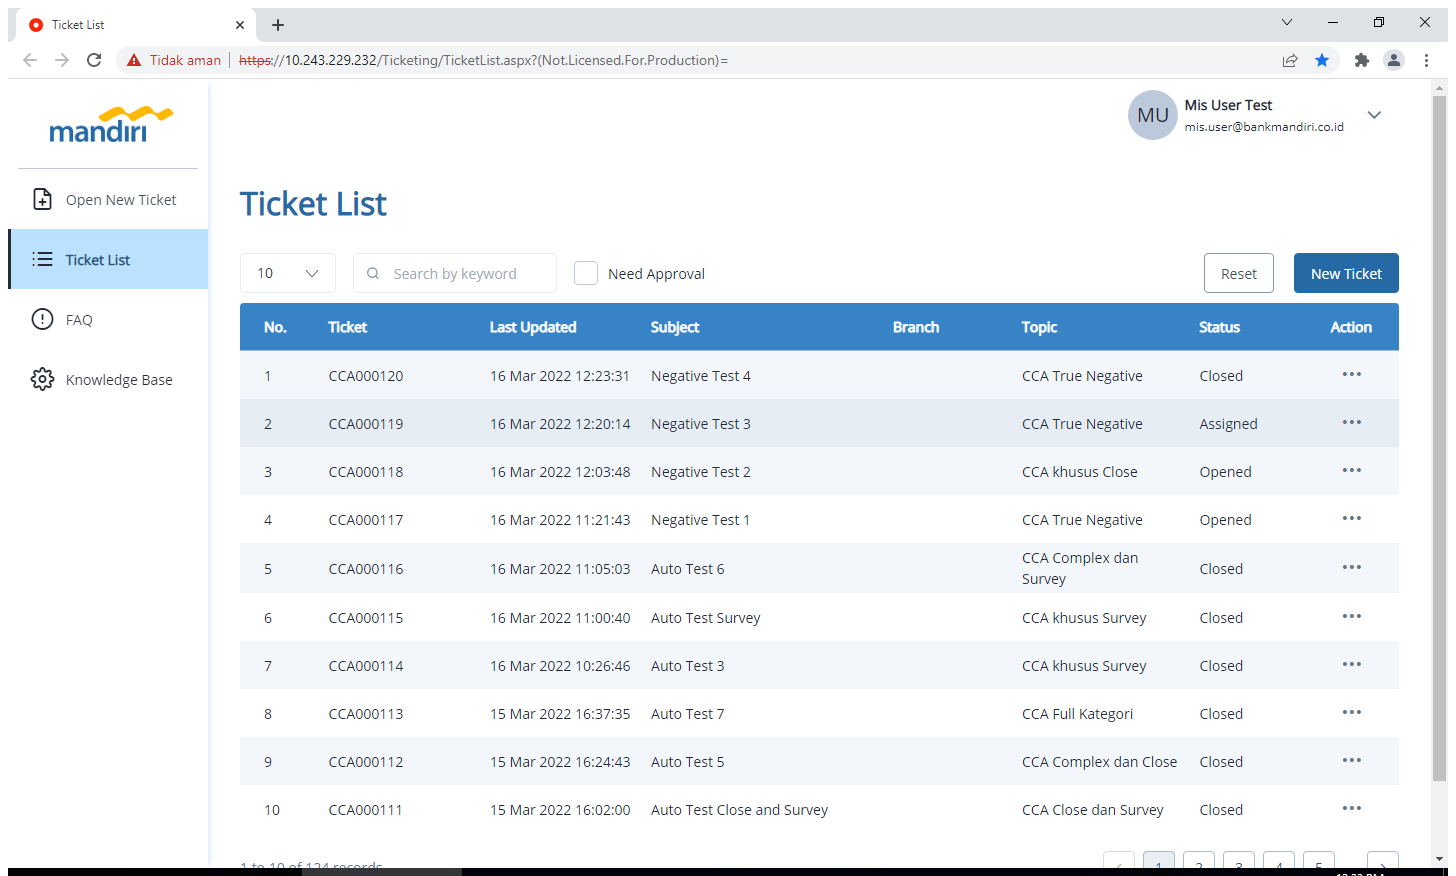 Ticket List
Tidak aman https://10.243.229.232/Ticketing/TicketList.aspx?(Not.Licensed.For.Production)=
mandiri
MU
Mis User Test
mis.user@bankmandiri.co.id
Open New Ticket
Ticket List
FAQ
Knowledge Base
Ticket List
10 Search by keyword Need Approval Reset New Ticket
No. Ticket Last Updated Subject Branch Topic Status Action
1 CCA000120 16 Mar 2022 12:23:31 Negative Test 4 CCA True Negative Closed
2 CCA000119 16 Mar 2022 12:20:14 Negative Test 3 CCA True Negative Assigned
3 CCA000118 16 Mar 2022 12:03:48 Negative Test 2 CCA khusus Close Opened
4 CCA000117 16 Mar 2022 11:21:43 Negative Test 1 CCA True Negative Opened
5 CCA000116 16 Mar 2022 11:05:03 Auto Test 6 CCA Complex dan Survey Closed
6 CCA000115 16 Mar 2022 11:00:40 Auto Test Survey CCA khusus Survey Closed
7 CCA000114 16 Mar 2022 10:26:46 Auto Test 3 CCA khusus Survey Closed
8 CCA000113 15 Mar 2022 16:37:35 Auto Test 7 CCA Full Kategori Closed
9 CCA000112 15 Mar 2022 16:24:43 Auto Test 5 CCA Complex dan Close Closed
10 CCA000111 15 Mar 2022 16:02:00 Auto Test Close and Survey CCA Close dan Survey Closed
1 to 10 of 124 records 1 2 3 4 5